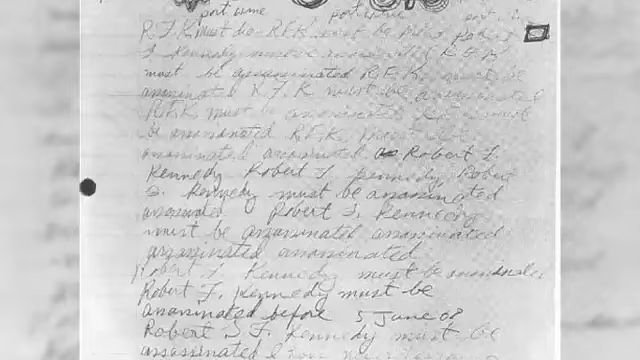 port wine port wine port
R.F.K must die R.F.K. must be Robert
F Kennedy must R.F.K
must be assassinated R.F.K. must be
assassinated R.F.K. must be assassinated
R.F.K. must be assassinated must
be assassinated R.F.K. must be
assassinated assassinated Robert F.
Kennedy Robert F. Kennedy Robert
F. Kennedy must be assassinated
assassinated Robert F. Kennedy
must be assassinated assassinated
assassinated assassinated
Robert F. Kennedy must be assassinated
Robert F. Kennedy must be
assassinated before 5 June 68
Robert F. Kennedy must be
assassinated I